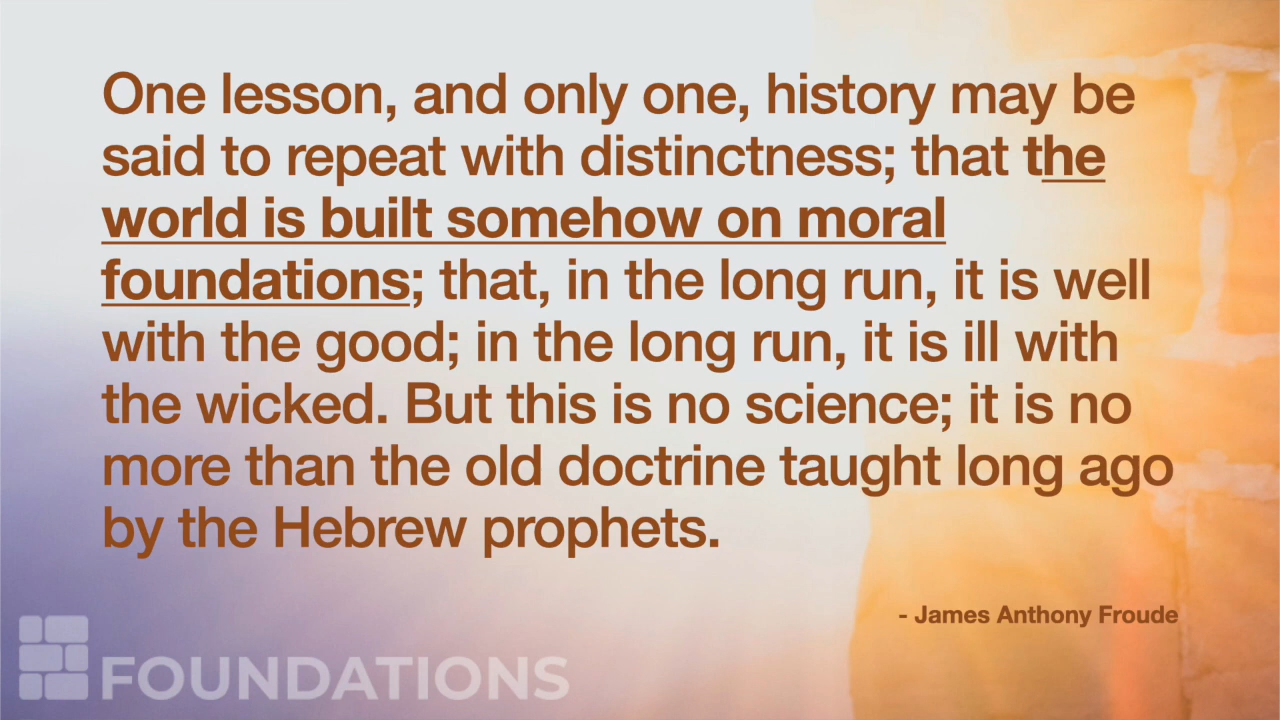 One lesson, and only one, history may be
said to repeat with distinctness; that the
world is built somehow on moral
foundations; that, in the long run, it is well
with the good; in the long run, it is ill with
the wicked. But this is no science; it is no
more than the old doctrine taught long ago
by the Hebrew prophets.
- James Anthony Froude
FOUNDATIONS